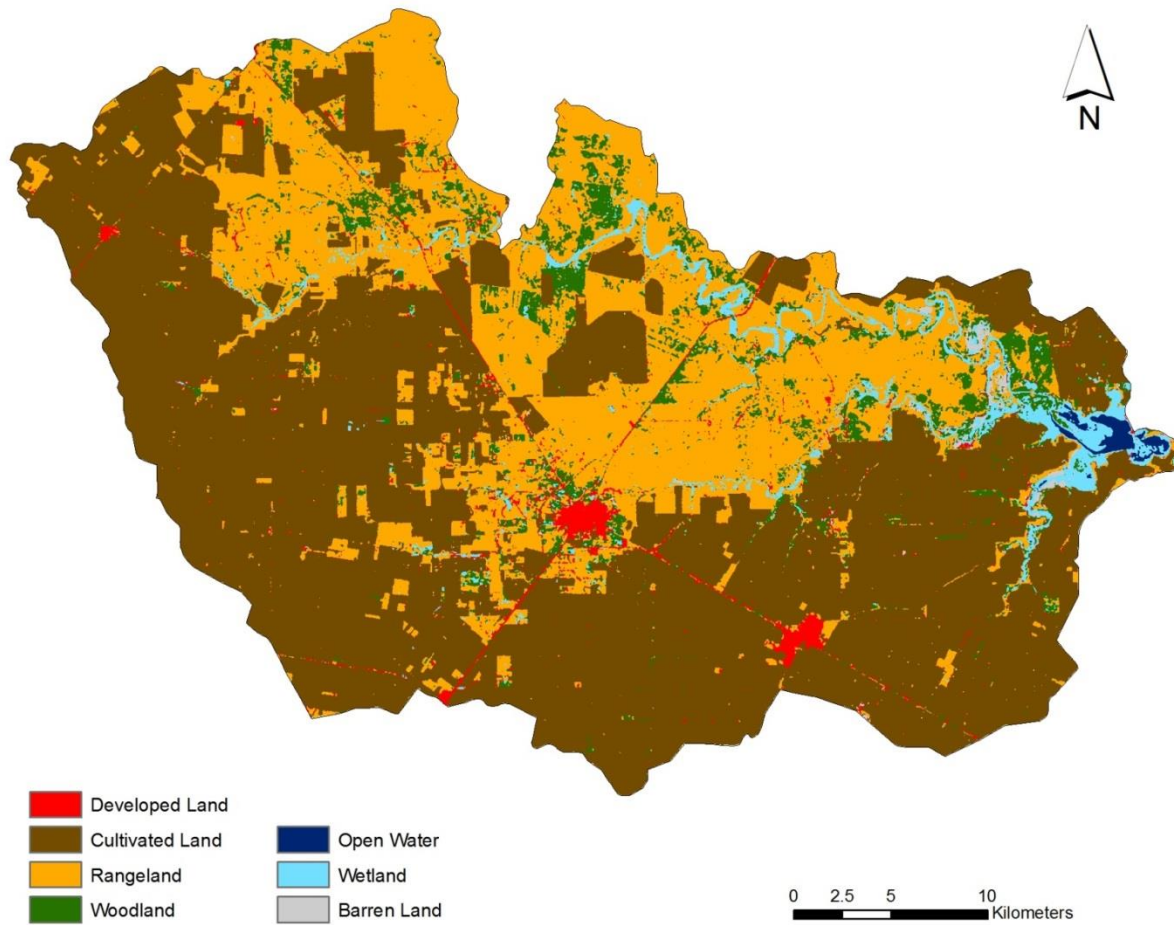 N
Developed Land
Cultivated Land
Rangeland
Woodland
Open Water
Wetland
Barren Land
0 2.5 5 10
Kilometers